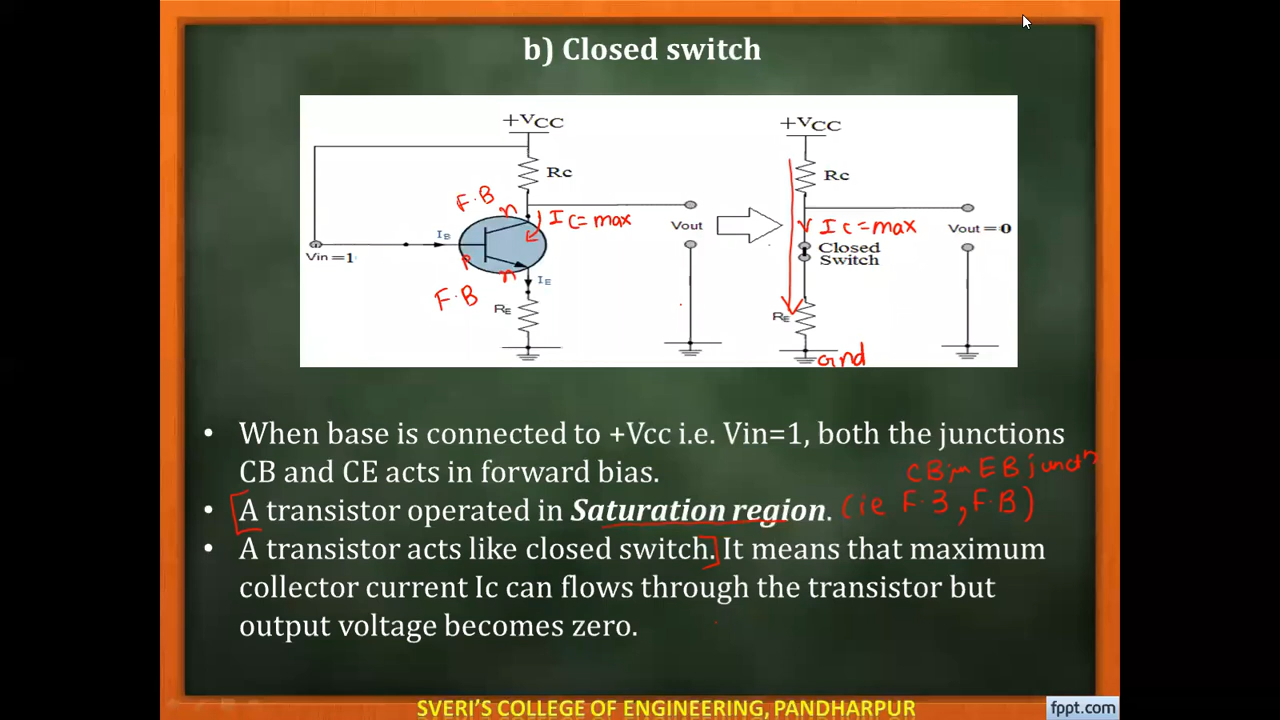 b) Closed switch
+VCC
Rc
F.B
n
Ic=max
IB
Vout
Vin =1
P
n
IE
F.B
RE
+VCC
Rc
Ic=max
Vout =0
Closed
Switch
RE
Gnd
• When base is connected to +Vcc i.e. Vin=1, both the junctions
CB and CE acts in forward bias.
CBjn EBjunctn
• [A transistor operated in Saturation region. (ie F.B, F.B)
• A transistor acts like closed switch.] It means that maximum
collector current Ic can flows through the transistor but
output voltage becomes zero.
SVERI'S COLLEGE OF ENGINEERING, PANDHARPUR
fppt.com